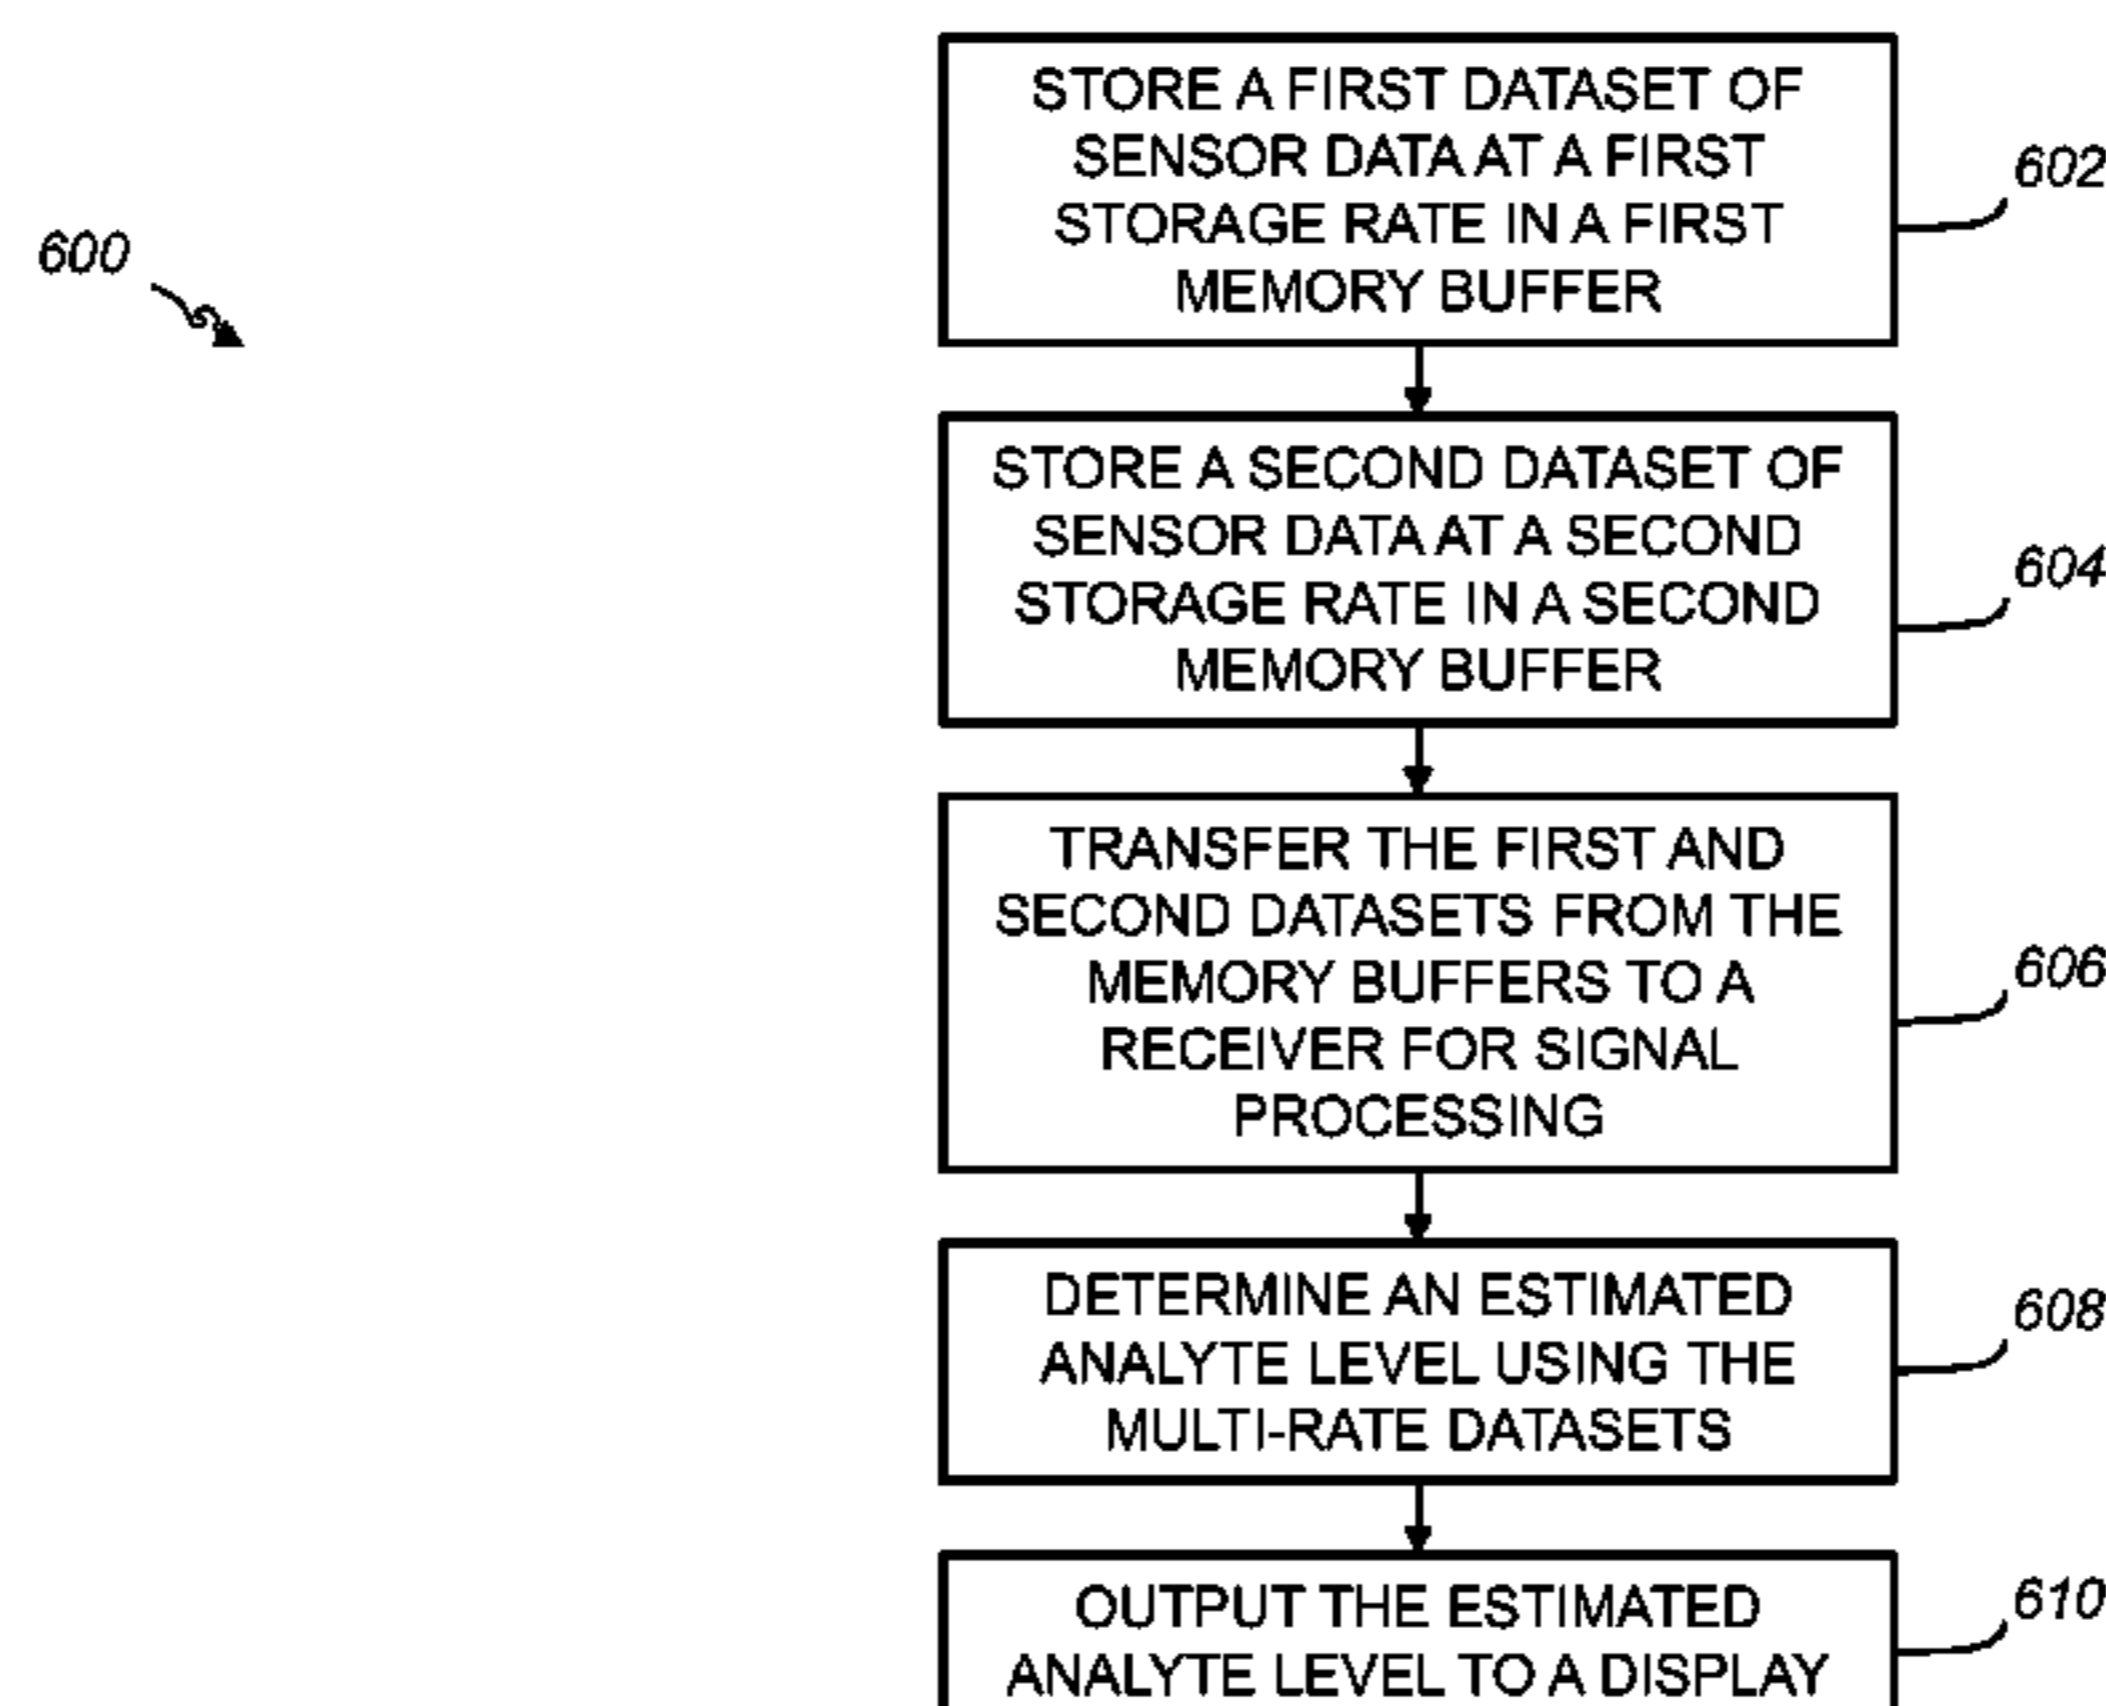 600
STORE A FIRST DATASET OF
SENSOR DATA AT A FIRST
STORAGE RATE IN A FIRST
MEMORY BUFFER
602
STORE A SECOND DATASET OF
SENSOR DATA AT A SECOND
STORAGE RATE IN A SECOND
MEMORY BUFFER
604
TRANSFER THE FIRST AND
SECOND DATASETS FROM THE
MEMORY BUFFERS TO A
RECEIVER FOR SIGNAL
PROCESSING
606
DETERMINE AN ESTIMATED
ANALYTE LEVEL USING THE
MULTI-RATE DATASETS
608
OUTPUT THE ESTIMATED
ANALYTE LEVEL TO A DISPLAY
610